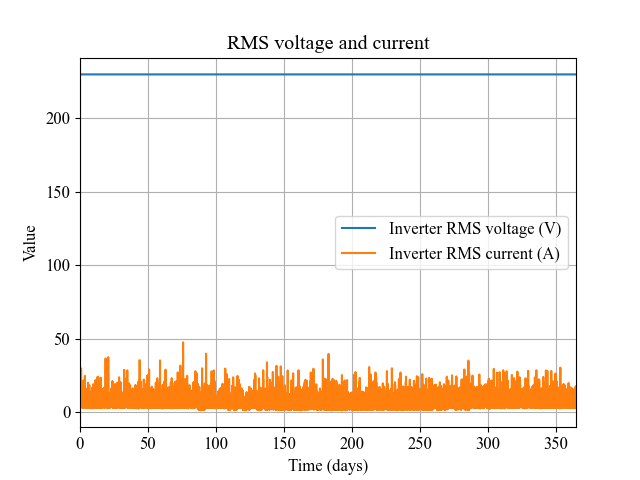 RMS voltage and current
200
150
100
50
0
Value
Inverter RMS voltage (V)
Inverter RMS current (A)
0 50 100 150 200 250 300 350
Time (days)